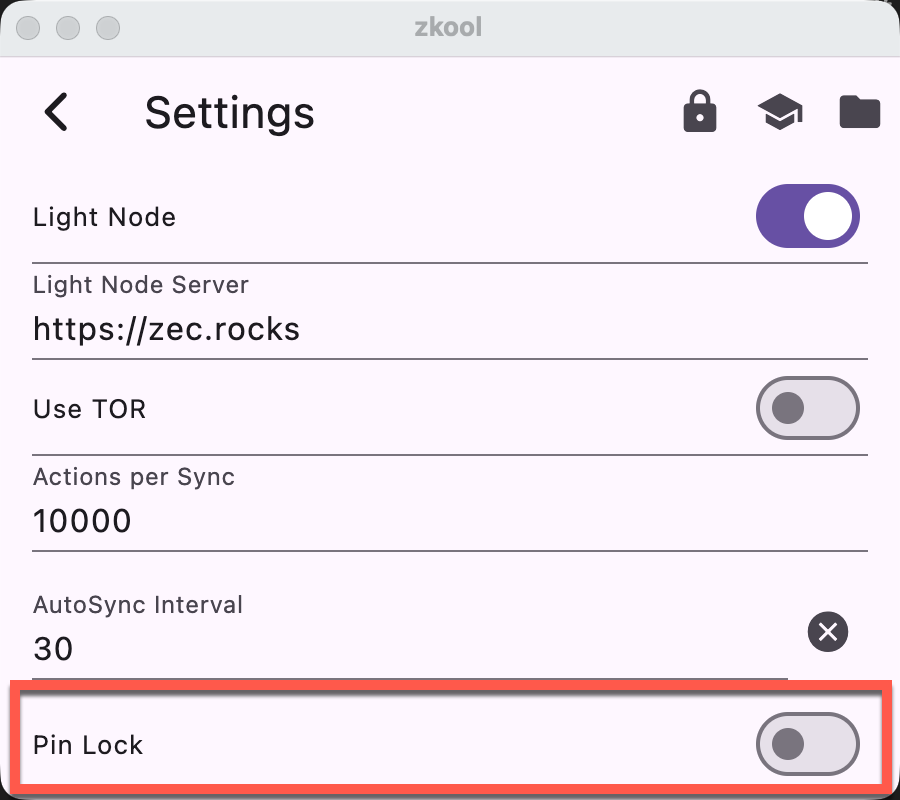 zkool
Settings
Light Node
Light Node Server
https://zec.rocks
Use TOR
Actions per Sync
10000
AutoSync Interval
30
Pin Lock